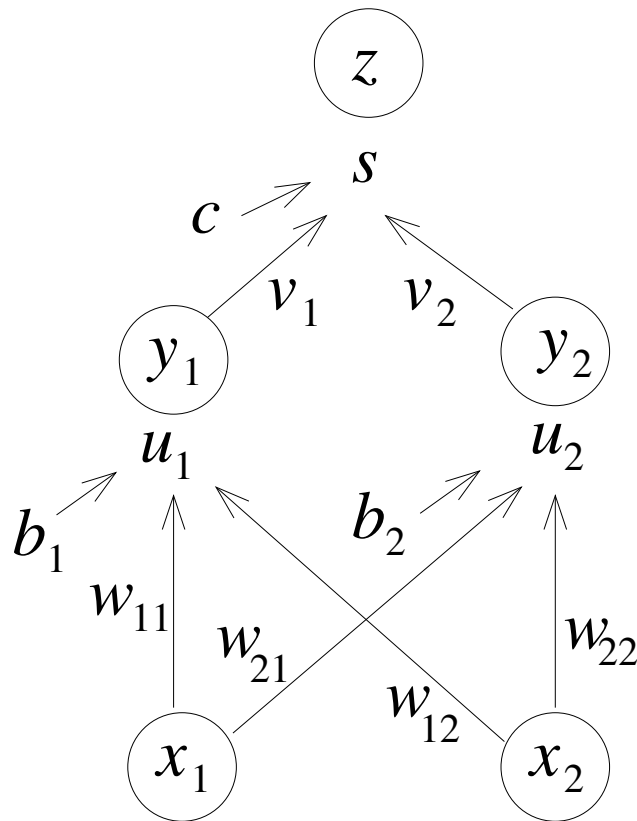 z
s
c
v₁ v₂
y₁ y₂
u₁ u₂
b₁ b₂
w₁₁ w₂₁ w₁₂ w₂₂
x₁ x₂